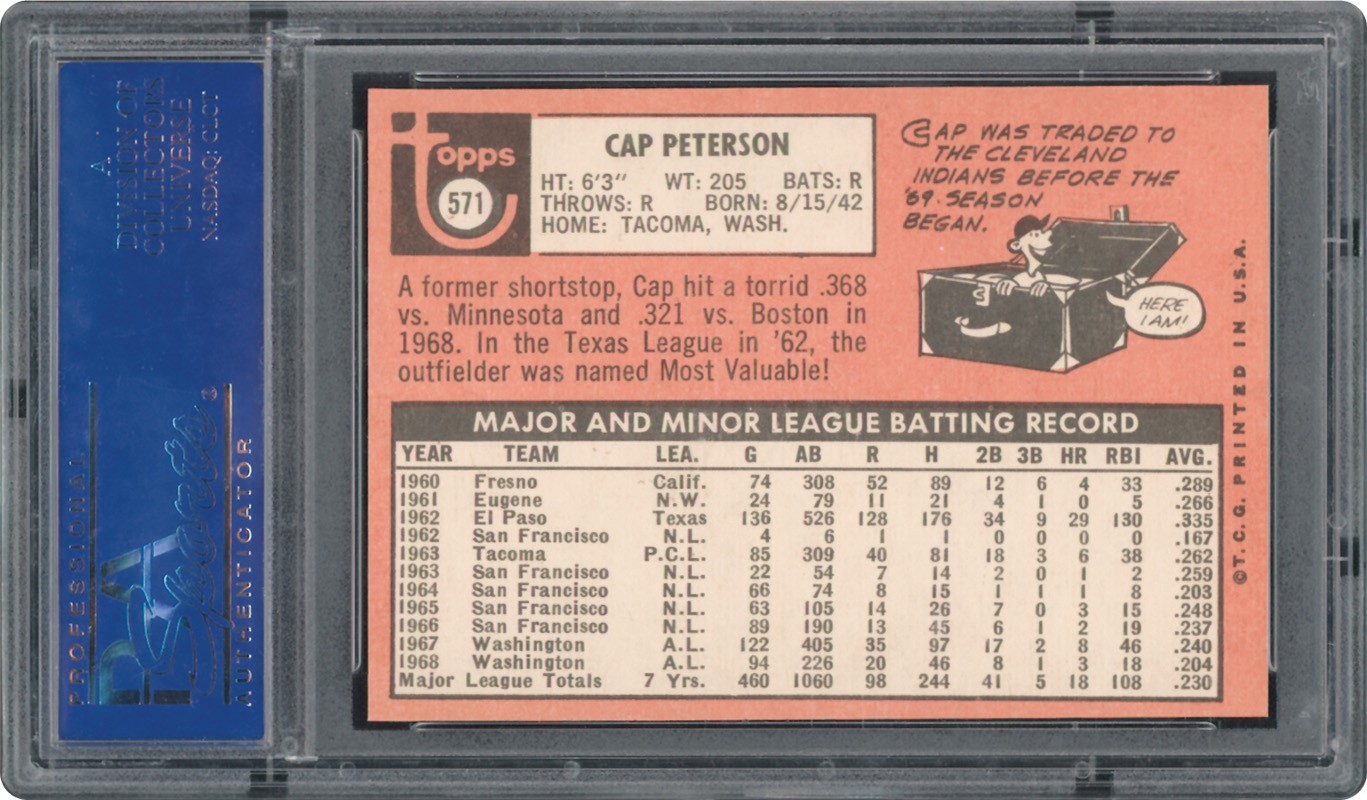 A
DIVISION OF
COLLECTORS
UNIVERSE
NASDAQ: CLCT
PROFESSIONAL
PSA
Sports
AUTHENTICATOR
topps
571
CAP PETERSON
HT: 6'3" WT: 205 BATS: R
THROWS: R BORN: 8/15/42
HOME: TACOMA, WASH.
CAP WAS TRADED TO
THE CLEVELAND
INDIANS BEFORE THE
'69 SEASON
BEGAN.
HERE
I AM!
A former shortstop, Cap hit a torrid .368
vs. Minnesota and .321 vs. Boston in
1968. In the Texas League in '62, the
outfielder was named Most Valuable!
MAJOR AND MINOR LEAGUE BATTING RECORD
YEAR TEAM LEA. G AB R H 2B 3B HR RBI AVG.
1960 Fresno Calif. 74 308 52 89 12 6 4 33 .289
1961 Eugene N.W. 24 79 11 21 4 1 0 5 .266
1962 El Paso Texas 136 526 128 176 34 9 29 130 .335
1962 San Francisco N.L. 4 6 1 1 0 0 0 0 .167
1963 Tacoma P.C.L. 85 309 40 81 18 3 6 38 .262
1963 San Francisco N.L. 22 54 7 14 2 0 1 2 .259
1964 San Francisco N.L. 66 74 8 15 1 1 1 8 .203
1965 San Francisco N.L. 63 105 14 26 7 0 3 15 .248
1966 San Francisco N.L. 89 190 13 45 6 1 2 19 .237
1967 Washington A.L. 122 405 35 97 17 2 8 46 .240
1968 Washington A.L. 94 226 20 46 8 1 3 18 .204
Major League Totals 7 Yrs. 460 1060 98 244 41 5 18 108 .230
©T.C.G. PRINTED IN U.S.A.